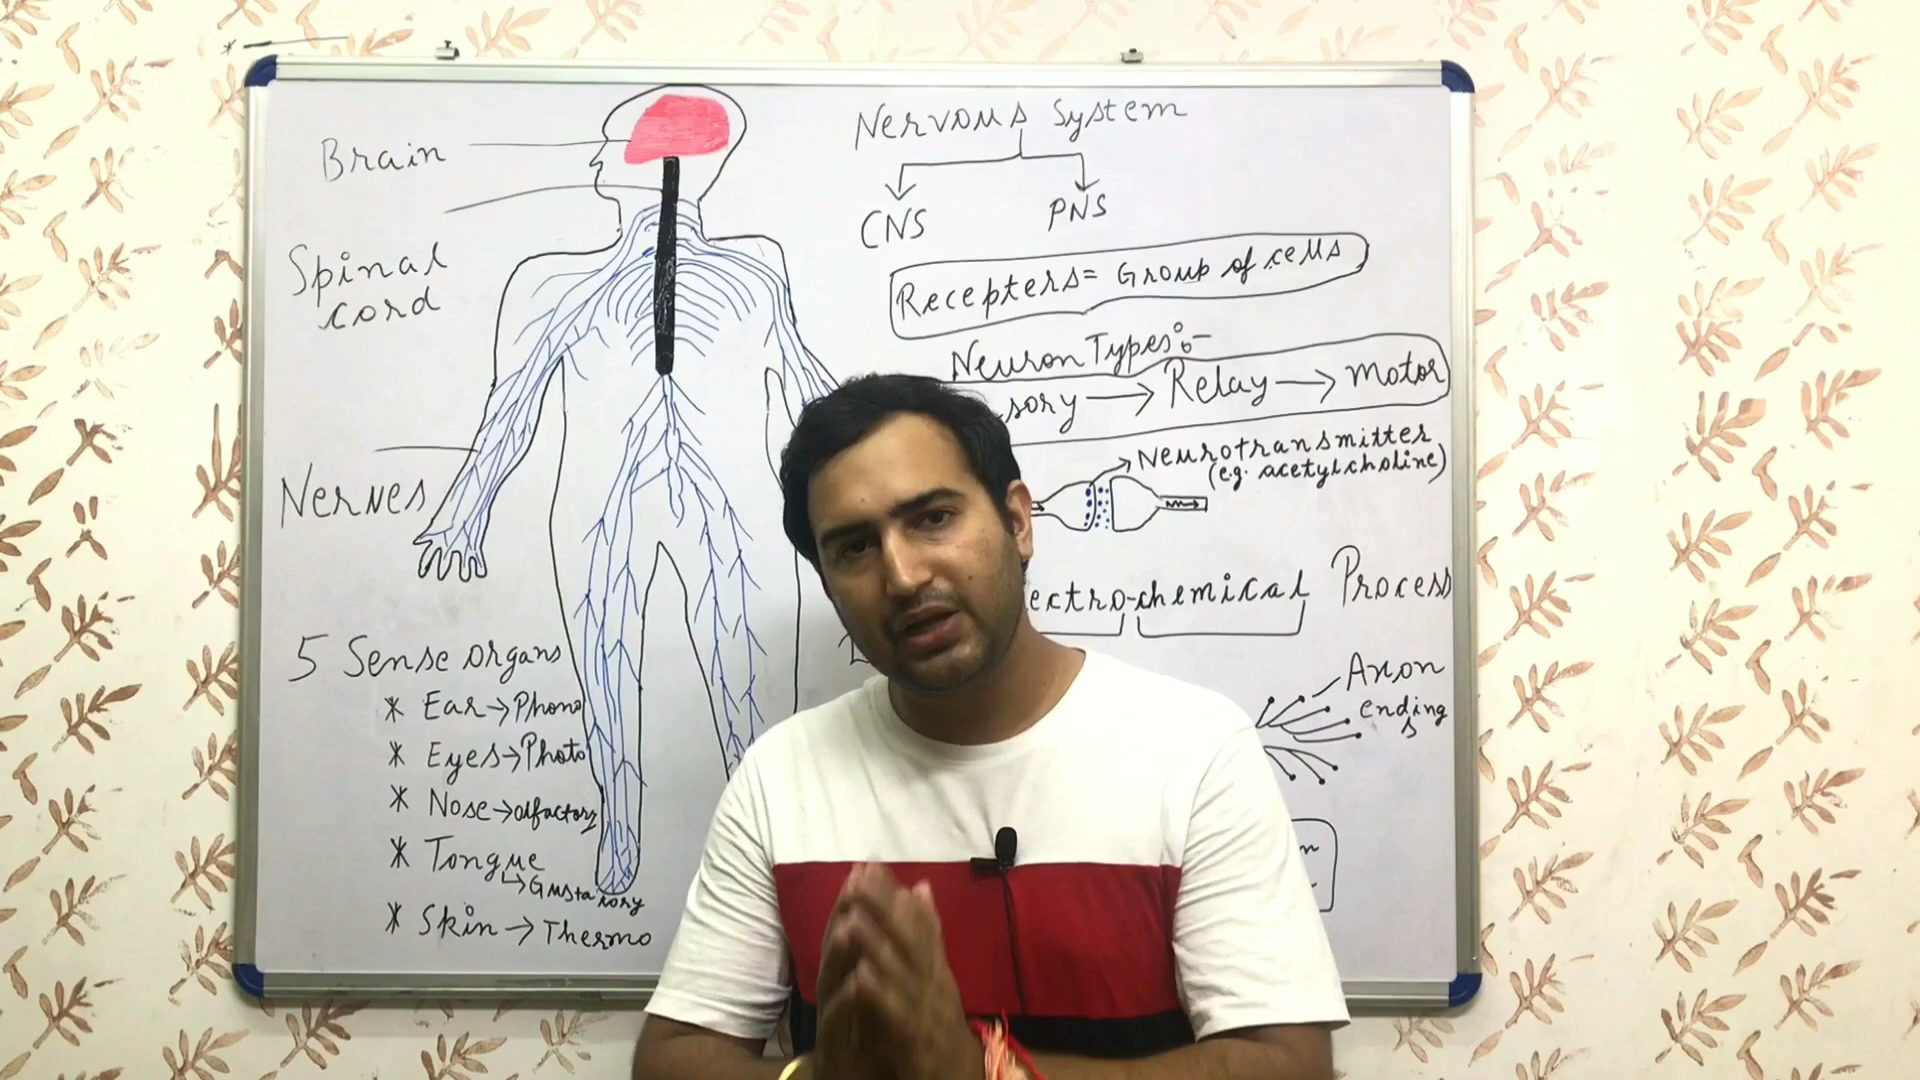 Brain
Spinal
cord
Nerves
5 Sense organs
* Ear→Phono
* Eyes→Photo
* Nose→olfactory
* Tongue
↳Gustatory
* Skin→Thermo
Nervous System
CNS PNS
Recepters= Group of cells
Neuron Types:-
sory → Relay → Motor
Neurotransmitter
(e.g. acetylcholine)
ectro-chemical Process
Axon
endings